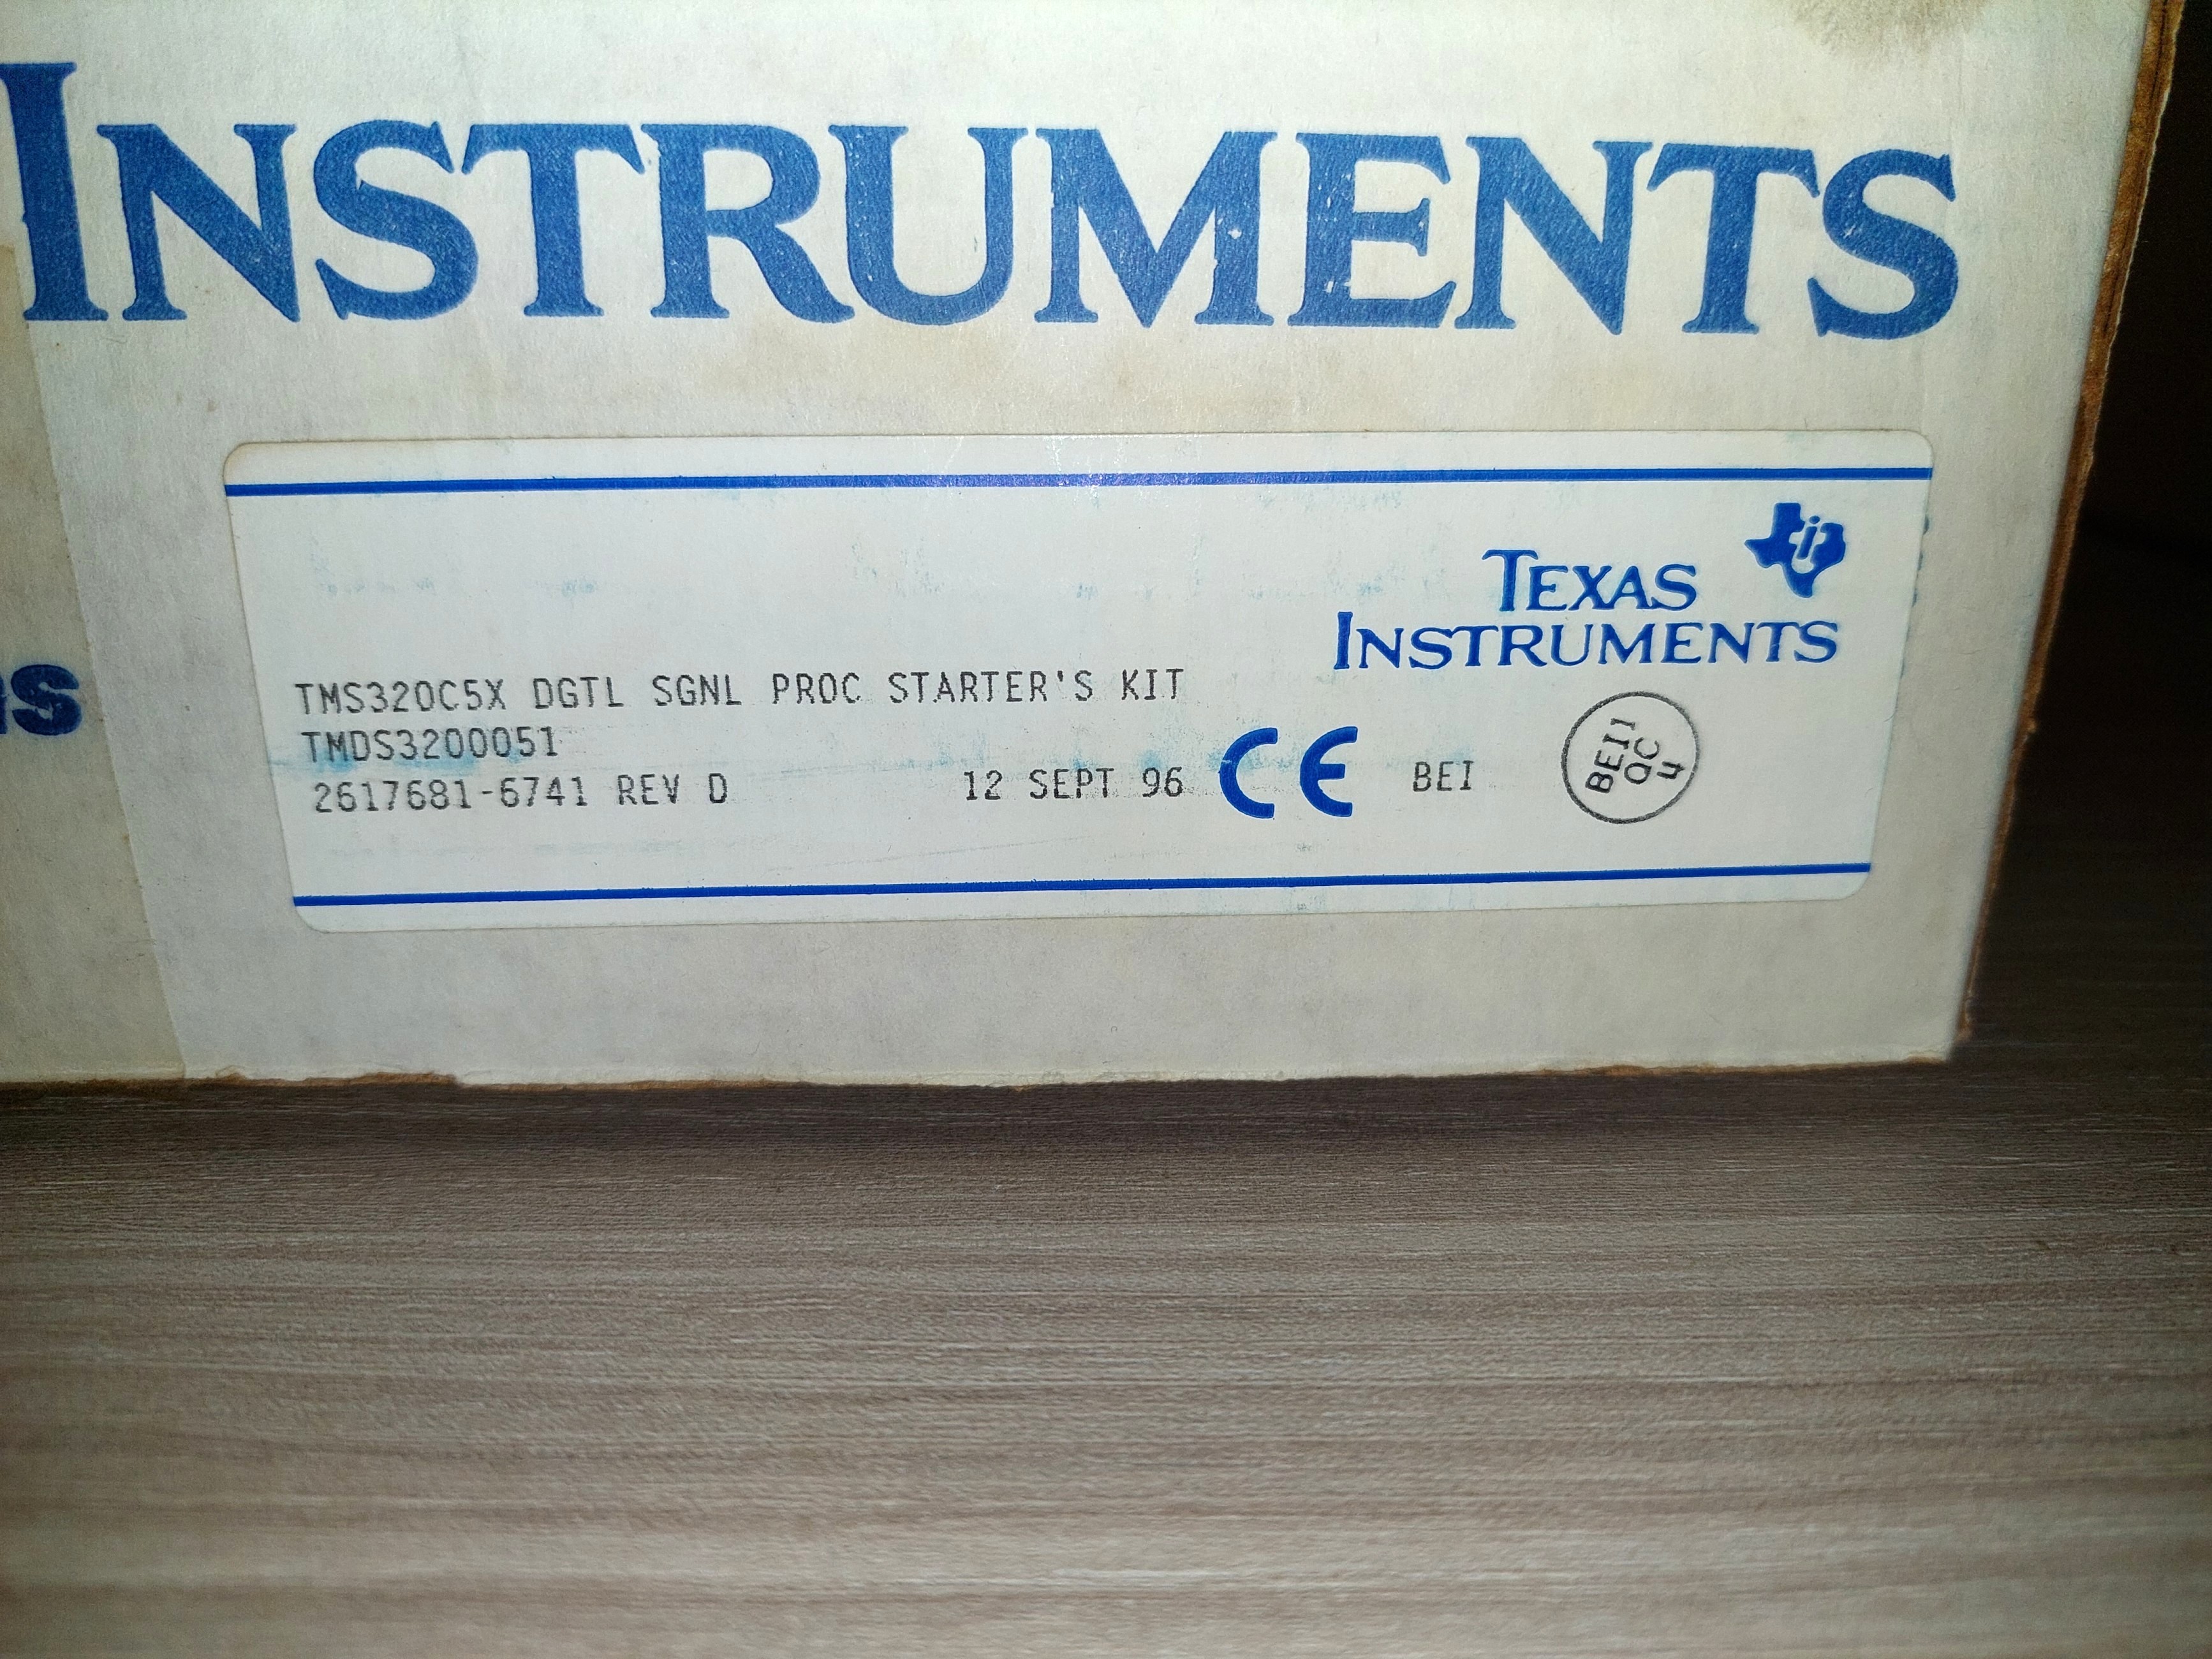 INSTRUMENTS
TEXAS
INSTRUMENTS
TMS320C5X DGTL SGNL PROC STARTER'S KIT
TMDS3200051
2617681-6741 REV D 12 SEPT 96 CE BEI
BEII
QC
4